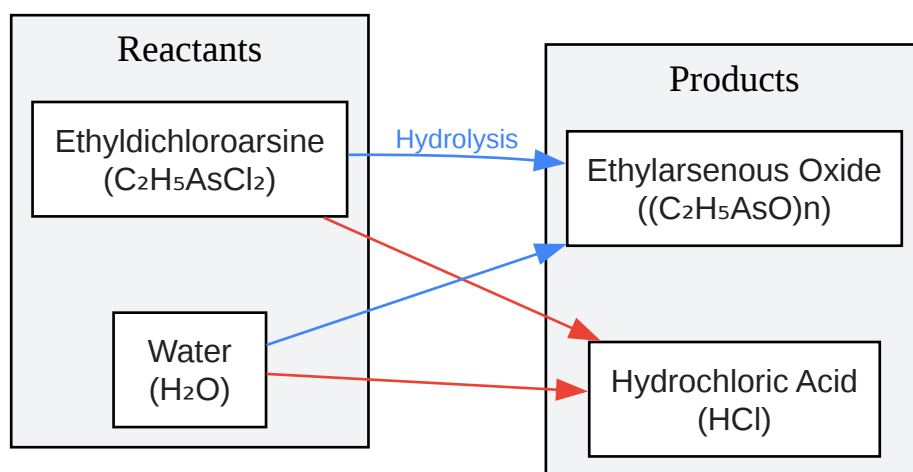 Reactants
Ethyldichloroarsine
(C₂H₅AsCl₂)
Water
(H₂O)
Hydrolysis
Products
Ethylarsenous Oxide
((C₂H₅AsO)n)
Hydrochloric Acid
(HCl)